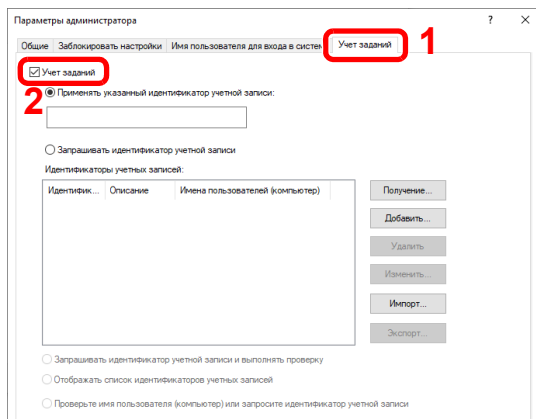 Параметры администратора
?
Общие Заблокировать настройки Имя пользователя для входа в систем Учет заданий
1
Учет заданий
2
Применять указанный идентификатор учетной записи:
Запрашивать идентификатор учетной записи
Идентификаторы учетных записей:
Идентифик... Описание Имена пользователей (компьютер)
Получение...
Добавить...
Удалить
Изменить...
Импорт...
Экспорт...
Запрашивать идентификатор учетной записи и выполнять проверку
Отображать список идентификаторов учетных записей
Проверьте имя пользователя (компьютер) или запросите идентификатор учетной записи